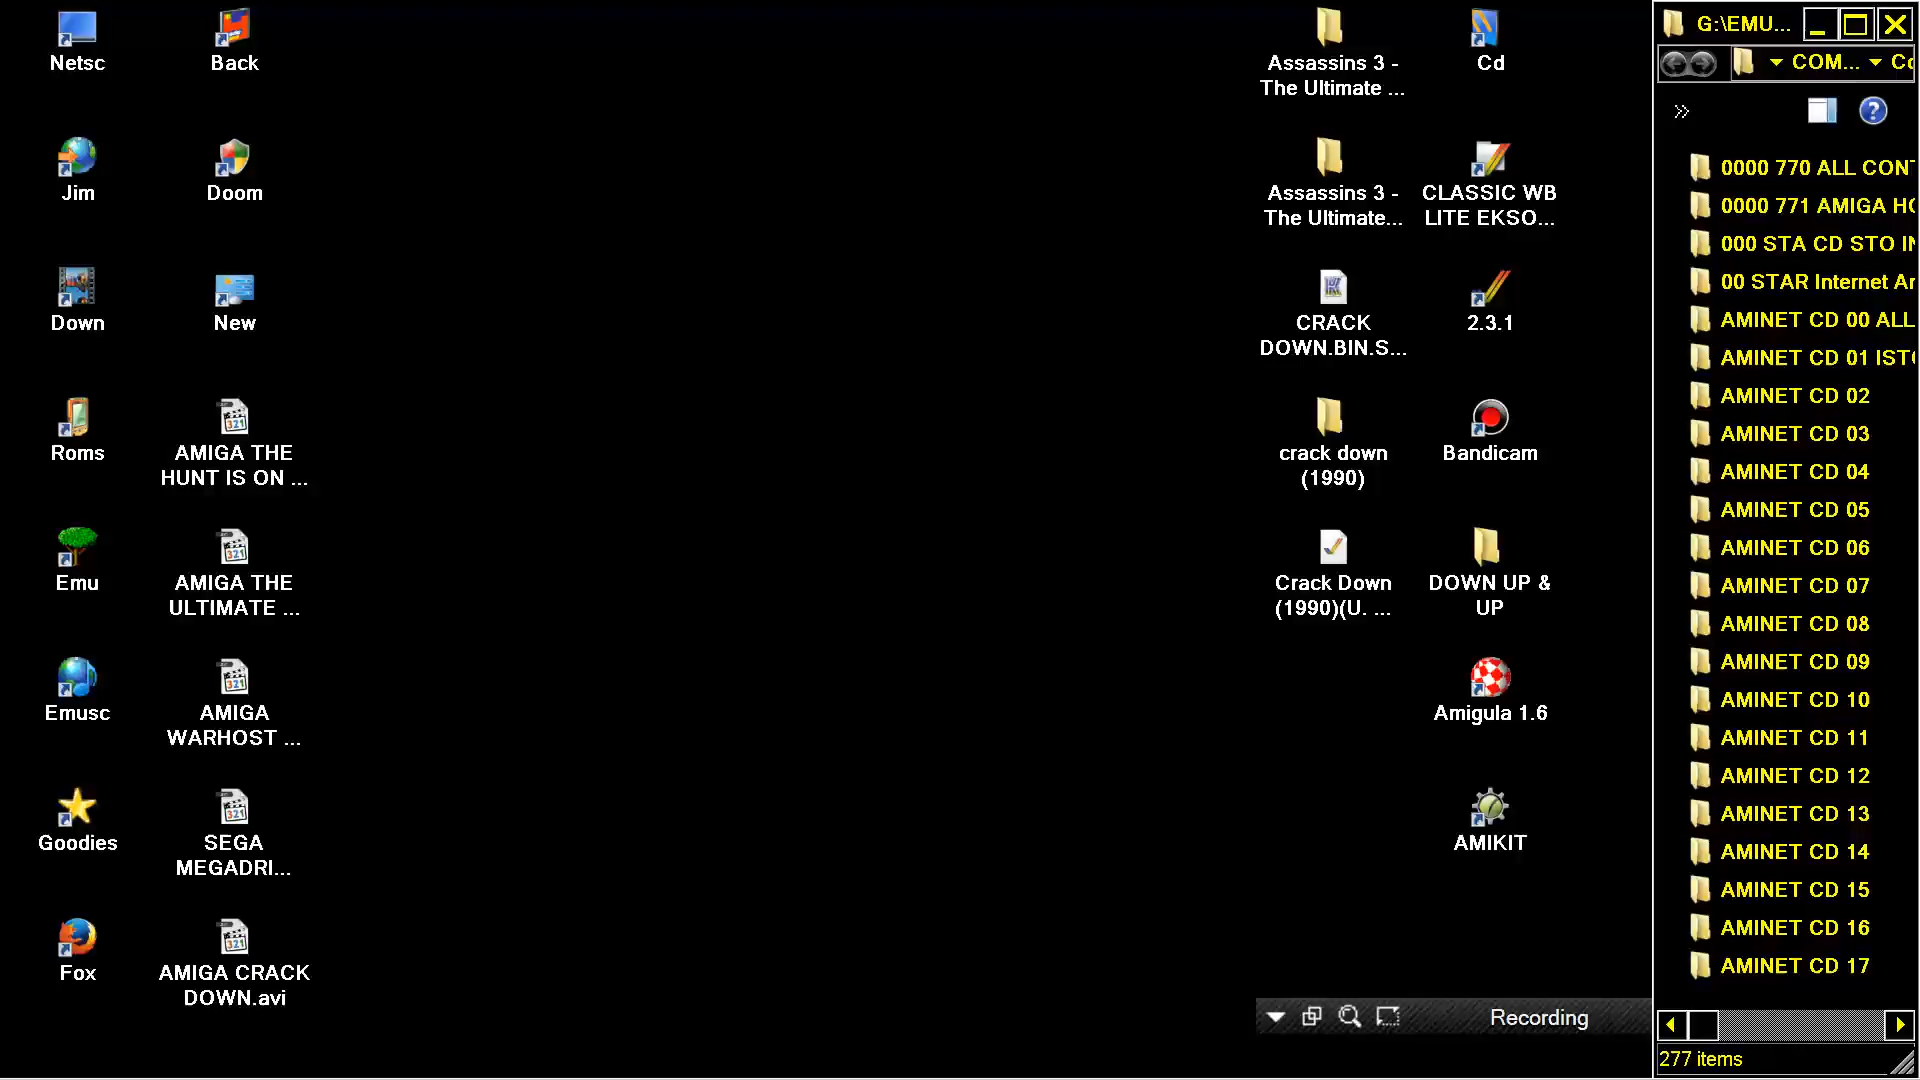 Netsc
Back
Jim
Doom
Down
New
Roms
AMIGA THE
HUNT IS ON ...
Emu
AMIGA THE
ULTIMATE ...
Emusc
AMIGA
WARHOST ...
Goodies
SEGA
MEGADRI...
Fox
AMIGA CRACK
DOWN.avi
Assassins 3 -
The Ultimate ...
Cd
Assassins 3 -
The Ultimate...
CLASSIC WB
LITE EKSO...
CRACK
DOWN.BIN.S...
2.3.1
crack down
(1990)
Bandicam
Crack Down
(1990)(U. ...
DOWN UP &
UP
Amigula 1.6
AMIKIT
Recording
G:\EMU...
COM...
0000 770 ALL CON
0000 771 AMIGA
000 STA CD STO
00 STAR Internet
AMINET CD 00 ALL
AMINET CD 01
AMINET CD 02
AMINET CD 03
AMINET CD 04
AMINET CD 05
AMINET CD 06
AMINET CD 07
AMINET CD 08
AMINET CD 09
AMINET CD 10
AMINET CD 11
AMINET CD 12
AMINET CD 13
AMINET CD 14
AMINET CD 15
AMINET CD 16
AMINET CD 17
277 items